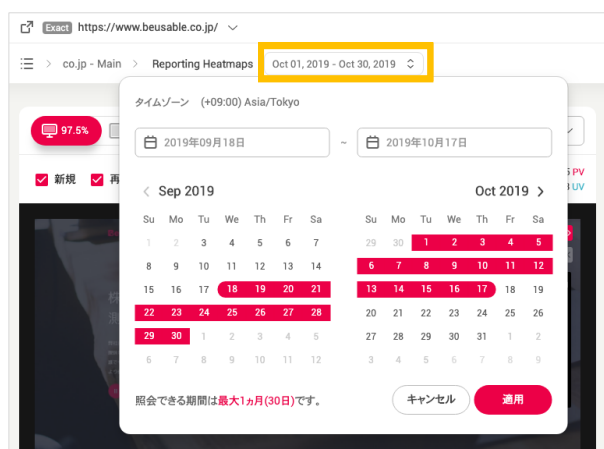 Exact https://www.beusable.co.jp/
co.jp - Main > Reporting Heatmaps Oct 01, 2019 - Oct 30, 2019
タイムゾーン (+09:00) Asia/Tokyo
97.5%
2019年09月18日 ~ 2019年10月17日
新規 再
PV
UV
< Sep 2019
Su Mo Tu We Th Fr Sa
1 2 3 4 5 6 7
8 9 10 11 12 13 14
15 16 17 18 19 20 21
22 23 24 25 26 27 28
29 30 1 2 3 4 5
6 7 8 9 10 11 12
Oct 2019 >
Su Mo Tu We Th Fr Sa
29 30 1 2 3 4 5
6 7 8 9 10 11 12
13 14 15 16 17 18 19
20 21 22 23 24 25 26
27 28 29 30 31 1 2
3 4 5 6 7 8 9
照会できる期間は最大1ヵ月(30日)です。
キャンセル 適用